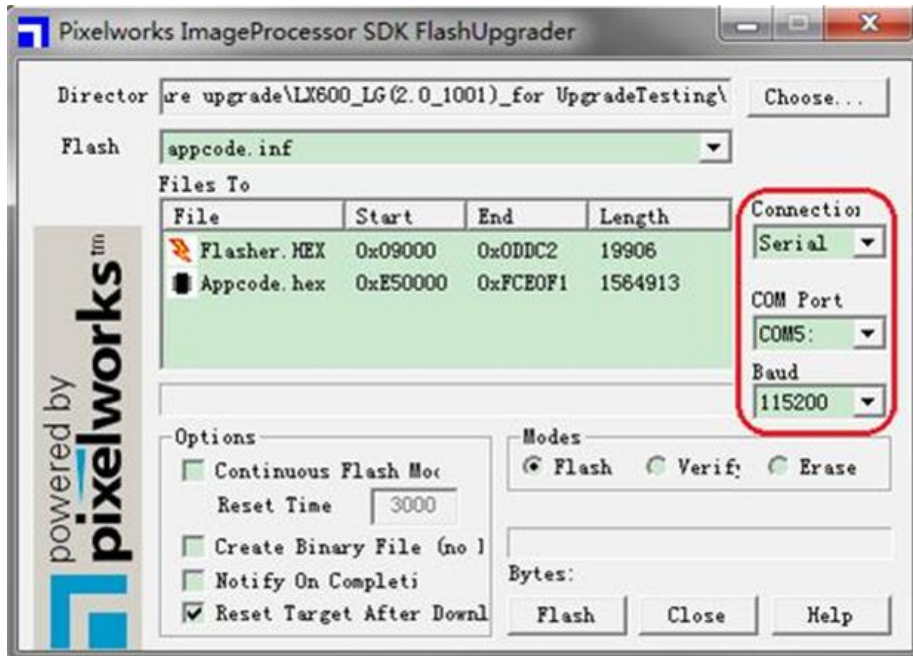 Pixelworks ImageProcessor SDK FlashUpgrader
Director are upgrade\LX600_LG(2.0_1001)_for UpgradeTesting\ Choose...
Flash appcode.inf
Files To
File Start End Length
Flasher.HEX 0x09000 0x0DDC2 19906
Appcode.hex 0xE50000 0xFCE0F1 1564913
Connectio
Serial
COM Port
COM5:
Baud
115200
Options
Continuous Flash Mo
Reset Time 3000
Create Binary File (no
Notify On Completi
Reset Target After Downl
Modes
Flash Verify Erase
Bytes:
Flash Close Help
powered by
pixelworks tm